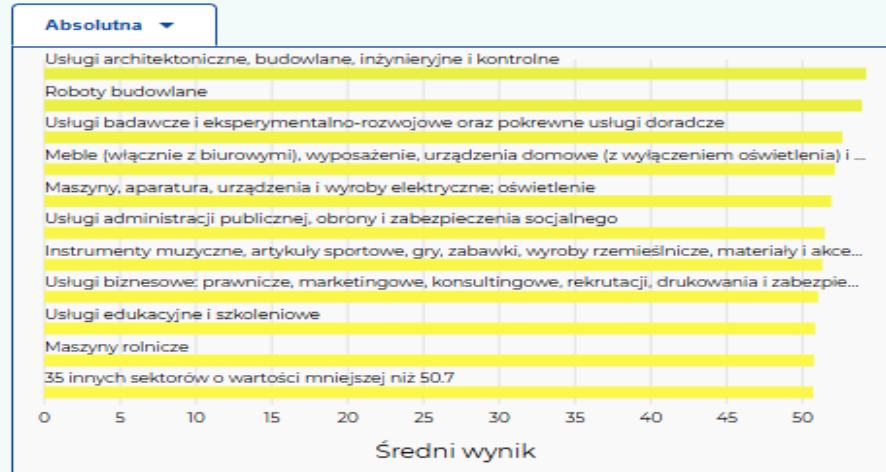 Absolutna
Usługi architektoniczne, budowlane, inżynieryjne i kontrolne
Roboty budowlane
Usługi badawcze i eksperymentalno-rozwojowe oraz pokrewne usługi doradcze
Meble (włącznie z biurowymi), wyposażenie, urządzenia domowe (z wyłączeniem oświetlenia) i ...
Maszyny, aparatura, urządzenia i wyroby elektryczne; oświetlenie
Usługi administracji publicznej, obrony i zabezpieczenia socjalnego
Instrumenty muzyczne, artykuły sportowe, gry, zabawki, wyroby rzemieślnicze, materiały i akce...
Usługi biznesowe: prawnicze, marketingowe, konsultingowe, rekrutacji, drukowania i zabezpie...
Usługi edukacyjne i szkoleniowe
Maszyny rolnicze
35 innych sektorów o wartości mniejszej niż 50.7
0 5 10 15 20 25 30 35 40 45 50
Średni wynik